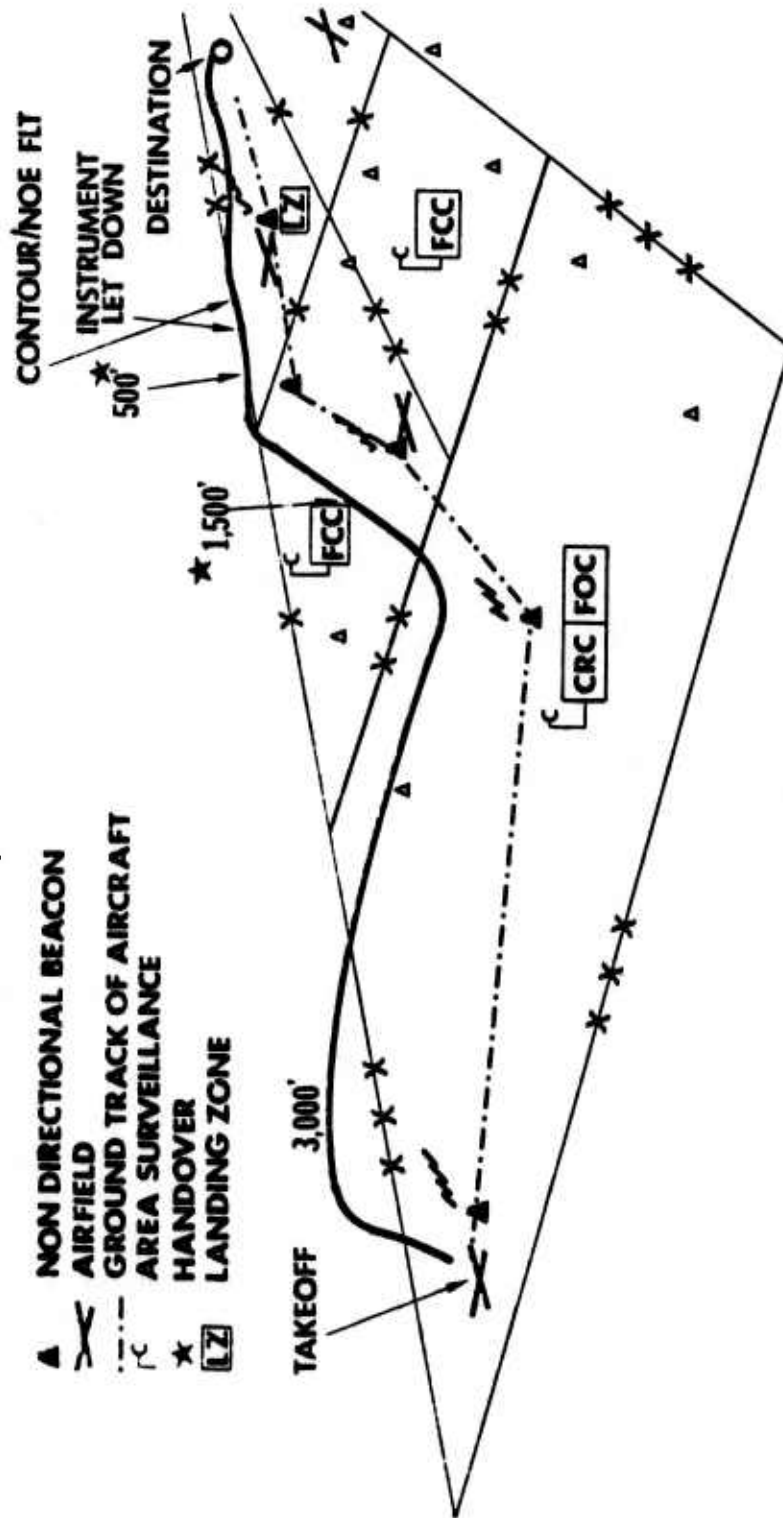 NON DIRECTIONAL BEACON
AIRFIELD
GROUND TRACK OF AIRCRAFT
AREA SURVEILLANCE
HANDOVER
LZ LANDING ZONE
CONTOUR/NOE FLT
INSTRUMENT
LET DOWN
DESTINATION
500'
1,500'
3,000'
TAKEOFF
FCC
LZ
FCC
CRC FOC